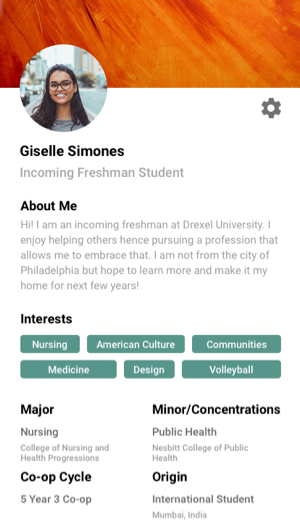 Giselle Simones
Incoming Freshman Student
About Me
Hi! I am an incoming freshman at Drexel University. I
enjoy helping others hence pursuing a profession that
allows me to embrace that. I am not from the city of
Philadelphia but hope to learn more and make it my
home for next few years!
Interests
Nursing American Culture Communities
Medicine Design Volleyball
Major Minor/Concentrations
Nursing Public Health
College of Nursing and Nesbitt College of Public
Health Progressions Health
Co-op Cycle Origin
5 Year 3 Co-op International Student
Mumbai, India